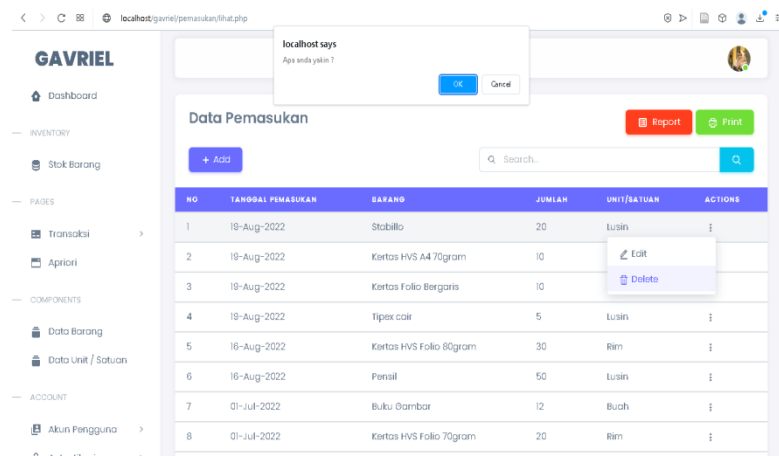 localhost/gavriel/pemasukan/lihat.php
localhost says
Apa anda yakin ?
OK
Cancel
GAVRIEL
Dashboard
INVENTORY
Stok Barang
PAGES
Transaksi
Apriori
COMPONENTS
Data Barang
Data Unit / Satuan
ACCOUNT
Akun Pengguna
Data Pemasukan
Report
Print
+ Add
Search..
NO TANGGAL PEMASUKAN BARANG JUMLAH UNIT/SATUAN ACTIONS
1 19-Aug-2022 Stabillo 20 Lusin
Edit
Delete
2 19-Aug-2022 Kertas HVS A4 70gram 10
3 19-Aug-2022 Kertas Folio Bergaris 10
4 19-Aug-2022 Tipex cair 5 Lusin
5 16-Aug-2022 Kertas HVS Folio 80gram 30 Rim
6 16-Aug-2022 Pensil 50 Lusin
7 01-Jul-2022 Buku Gambar 12 Buah
8 01-Jul-2022 Kertas HVS Folio 70gram 20 Rim